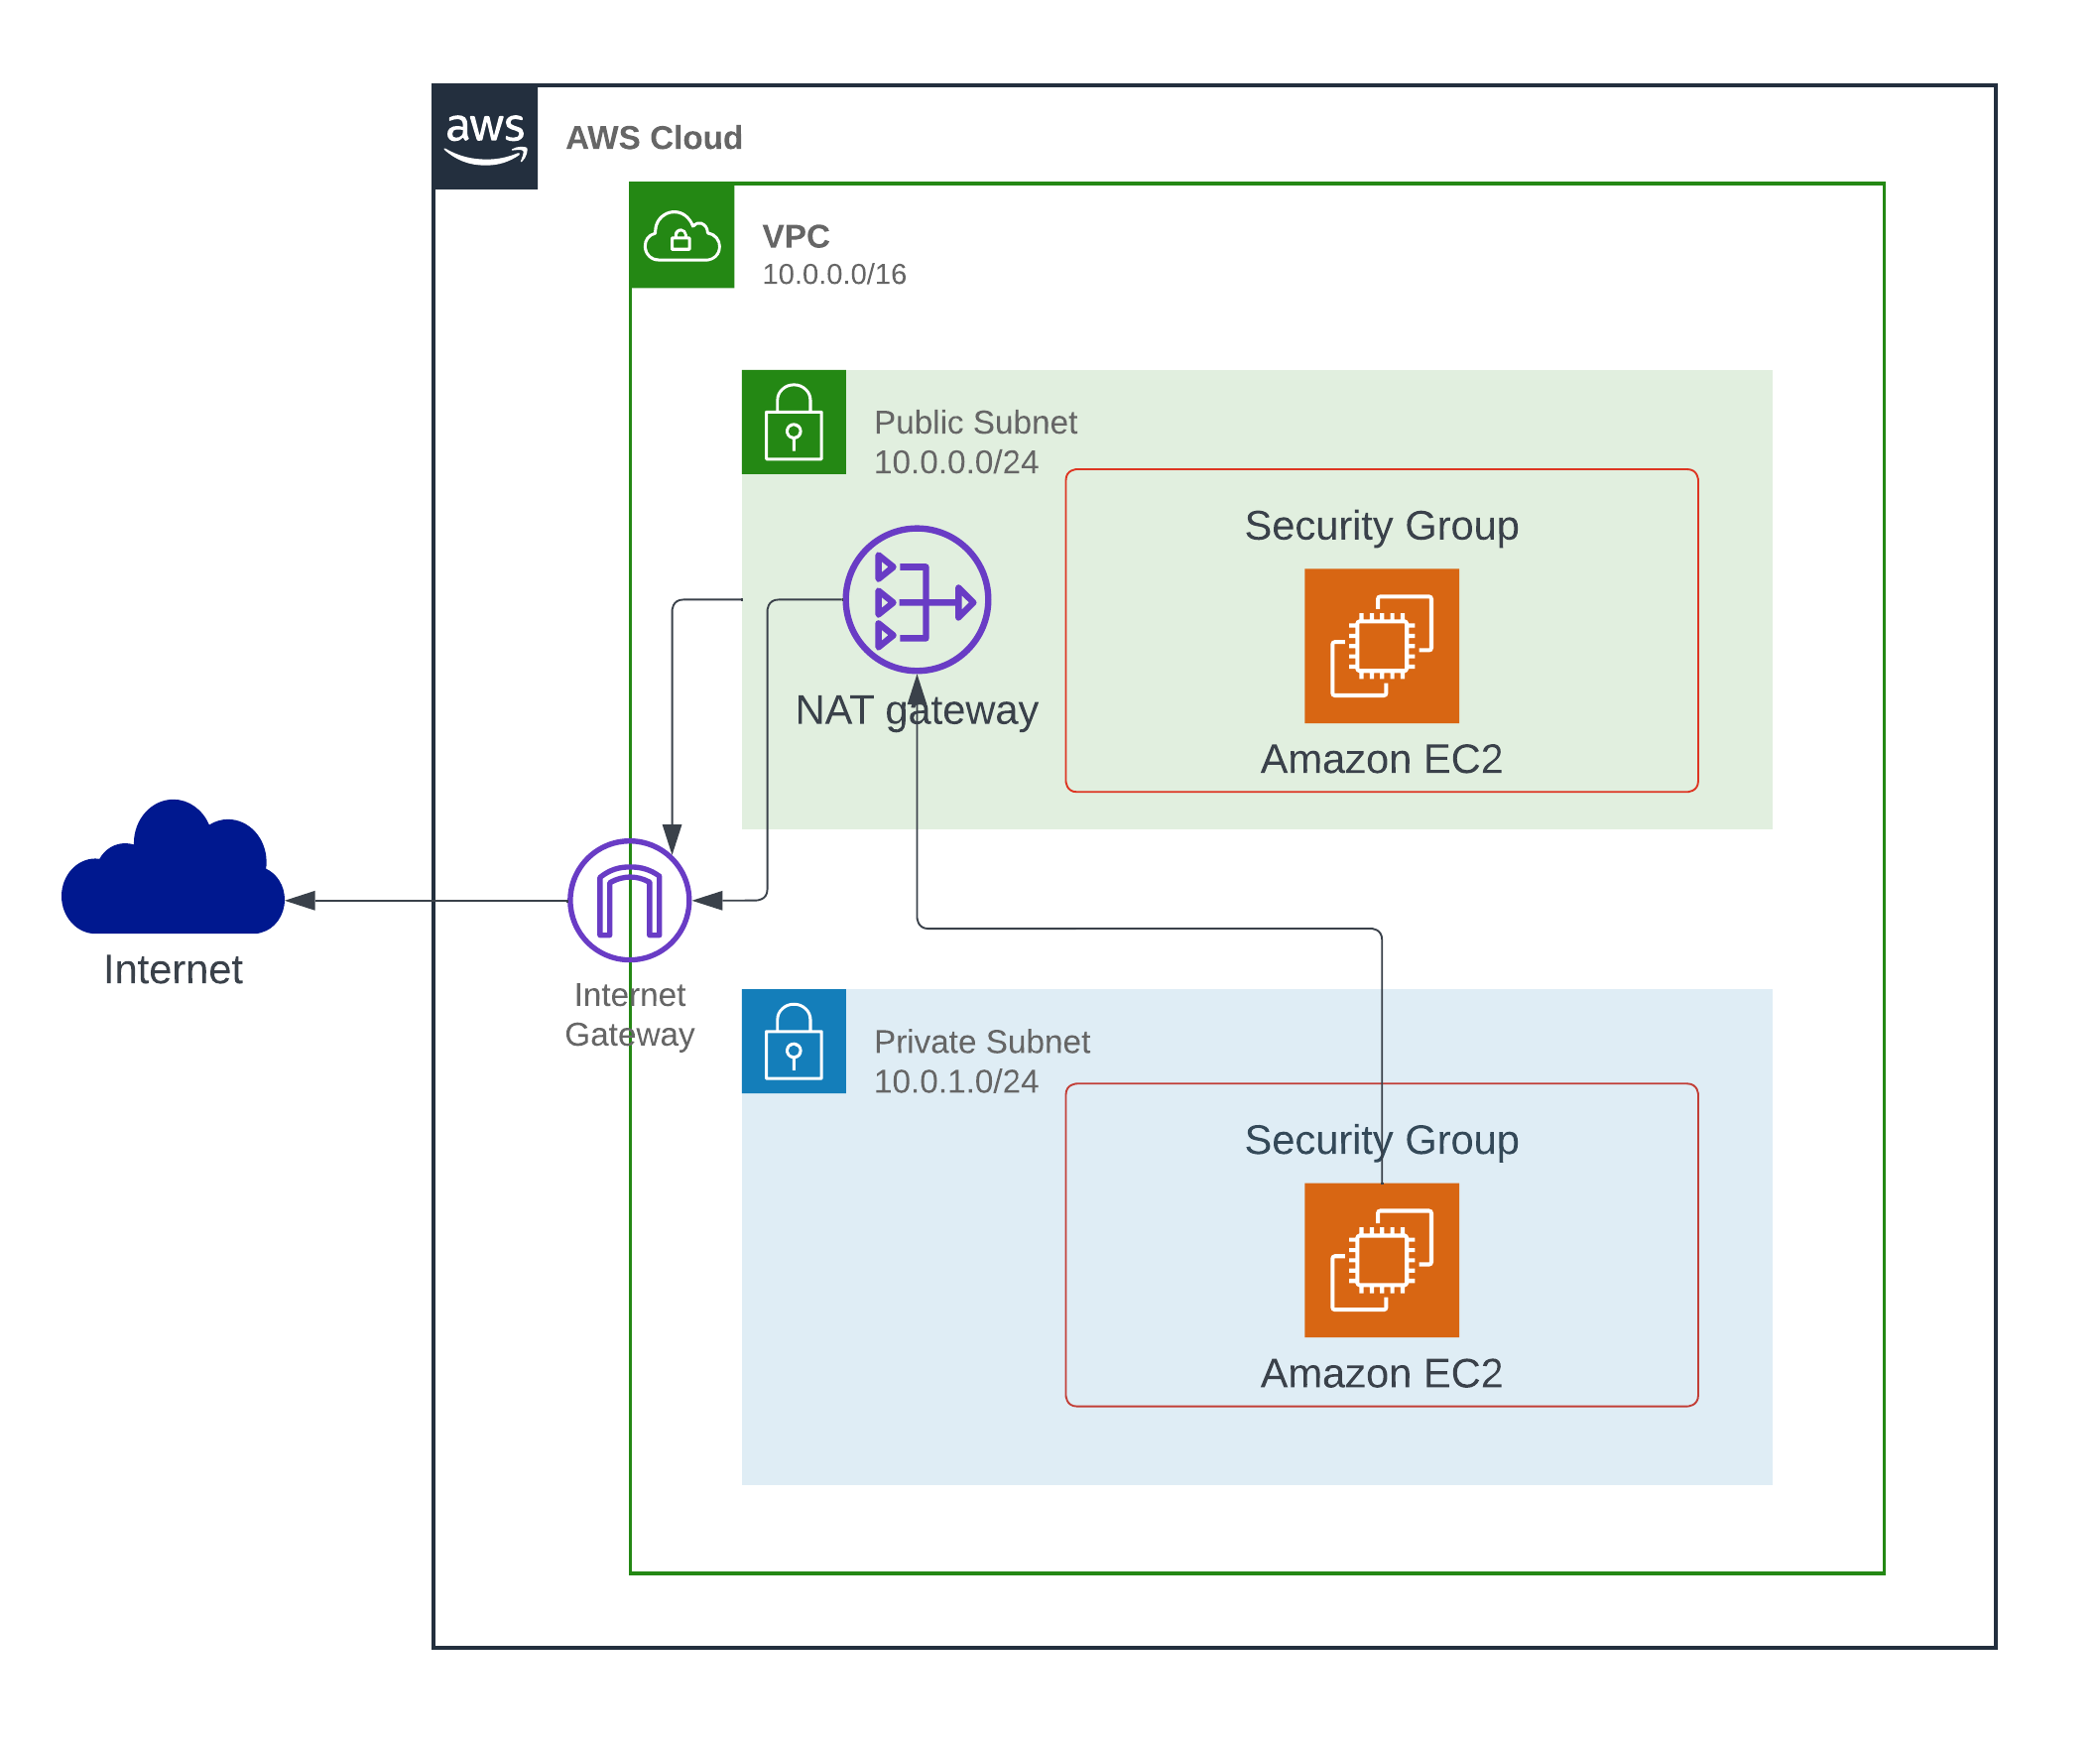 aws
AWS Cloud
VPC
10.0.0.0/16
Public Subnet
10.0.0.0/24
Security Group
NAT gateway
Amazon EC2
Internet
Internet
Gateway
Private Subnet
10.0.1.0/24
Security Group
Amazon EC2